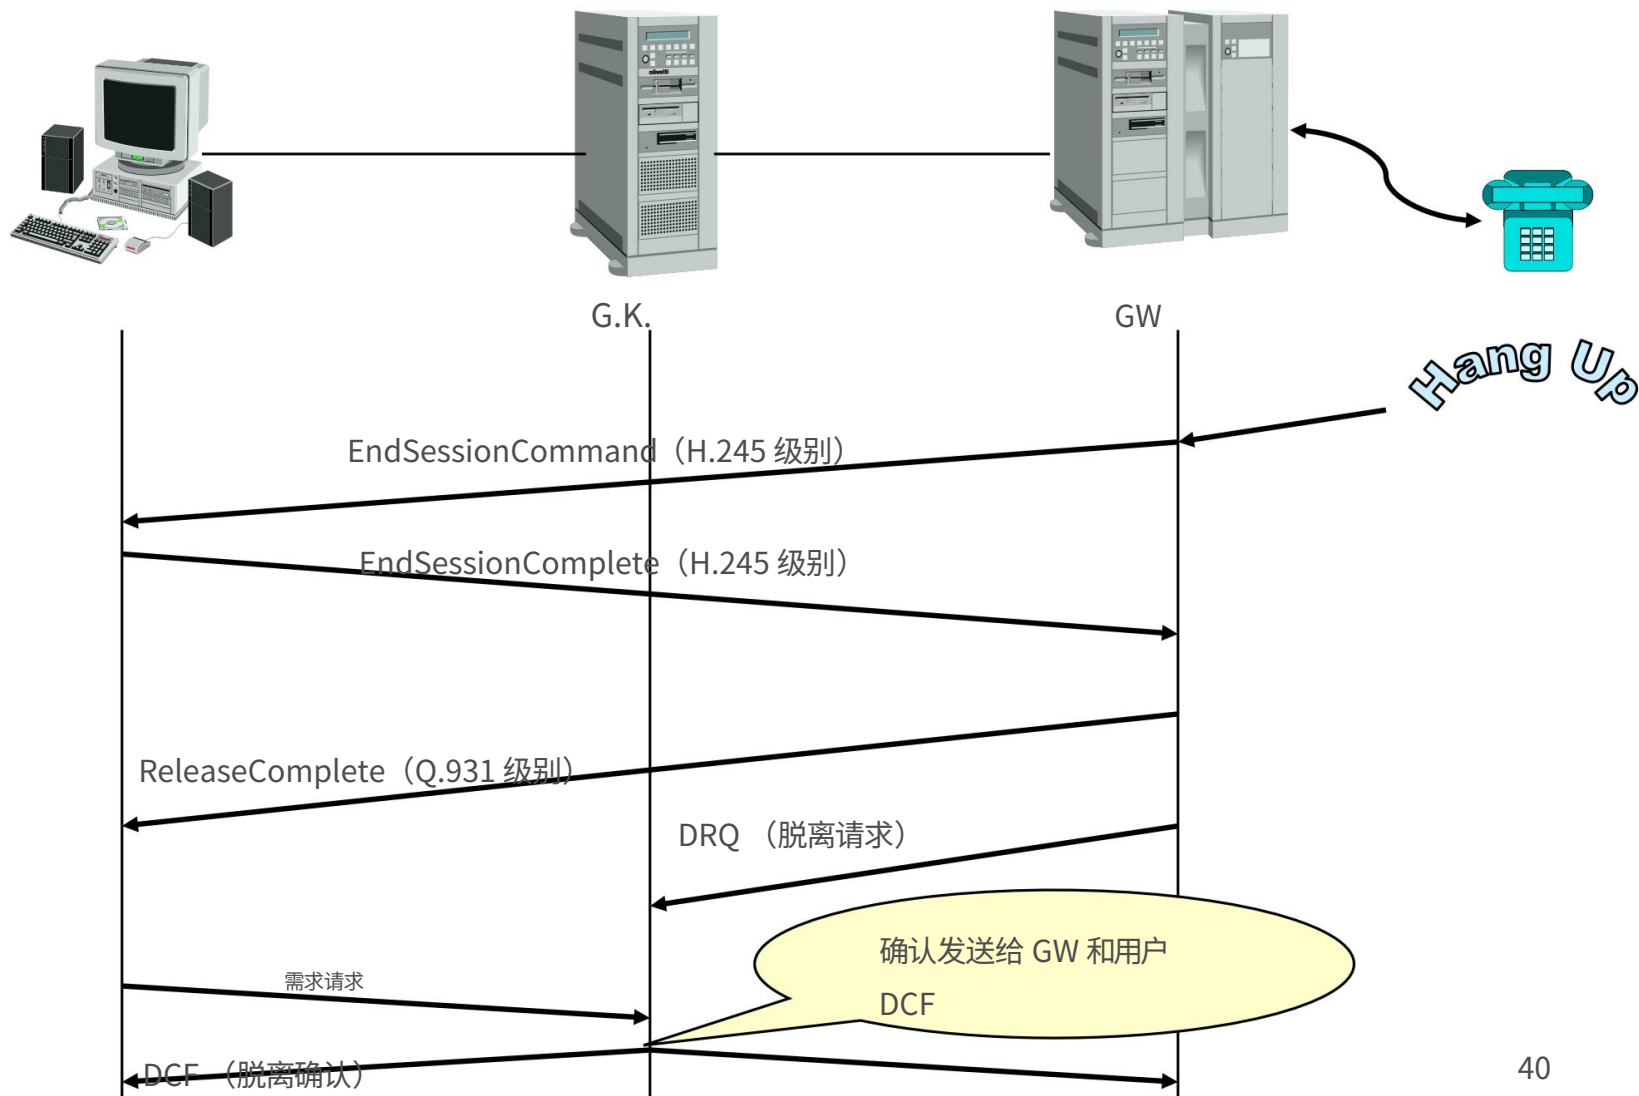 olivetti
G.K.
GW
Hang Up
EndSessionCommand（H.245 级别）
EndSessionComplete（H.245 级别）
ReleaseComplete（Q.931 级别）
DRQ （脱离请求）
确认发送给 GW 和用户
DCF
需求请求
DCF （脱离确认）
40